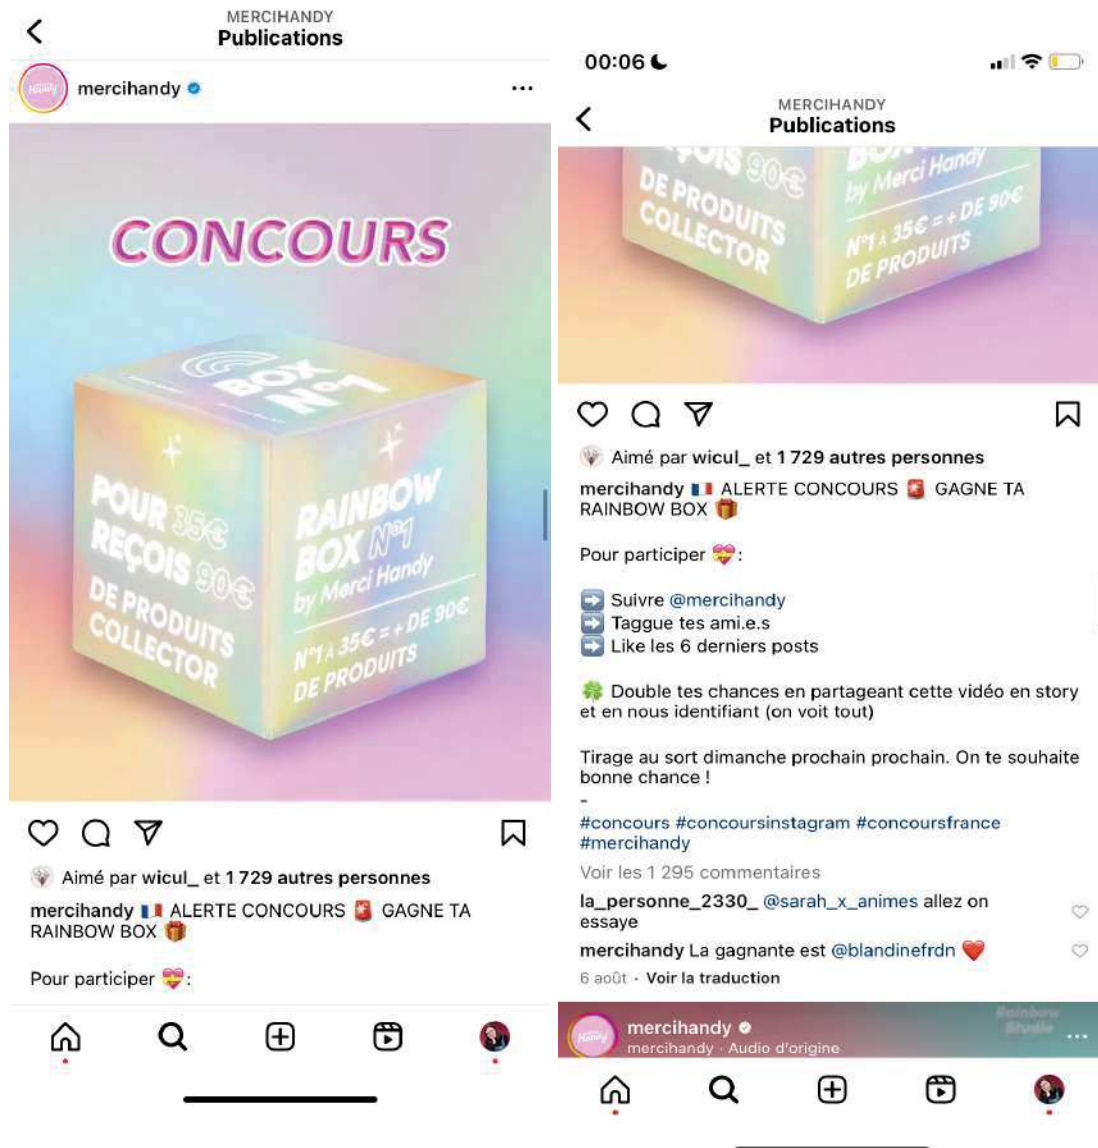 MERCIHANDY
Publications
mercihandy
CONCOURS
BOX
N°1
POUR 35€
REÇOIS 90€
DE PRODUITS
COLLECTOR
RAINBOW
BOX N°1
by Merci Handy
N°1 À 35€ = + DE 90€
DE PRODUITS
Aimé par wicul_ et 1 729 autres personnes
mercihandy 🇫🇷 ALERTE CONCOURS 🚨 GAGNE TA
RAINBOW BOX 🎁
Pour participer 💝:
00:06
MERCIHANDY
Publications
REÇOIS 90€
DE PRODUITS
COLLECTOR
BOX
by Merci Handy
N°1 À 35€ = + DE 90€
DE PRODUITS
Aimé par wicul_ et 1 729 autres personnes
mercihandy 🇫🇷 ALERTE CONCOURS 🚨 GAGNE TA
RAINBOW BOX 🎁
Pour participer 💝:
➡️ Suivre @mercihandy
➡️ Taggue tes ami.e.s
➡️ Like les 6 derniers posts
🍀 Double tes chances en partageant cette vidéo en story
et en nous identifiant (on voit tout)
Tirage au sort dimanche prochain prochain. On te souhaite
bonne chance !
-
#concours #concoursinstagram #concoursfrance
#mercihandy
Voir les 1 295 commentaires
la_personne_2330_ @sarah_x_animes allez on
essaye
mercihandy La gagnante est @blandinefrdn ❤️
6 août - Voir la traduction
Rainbow
Studio
mercihandy
mercihandy · Audio d'origine